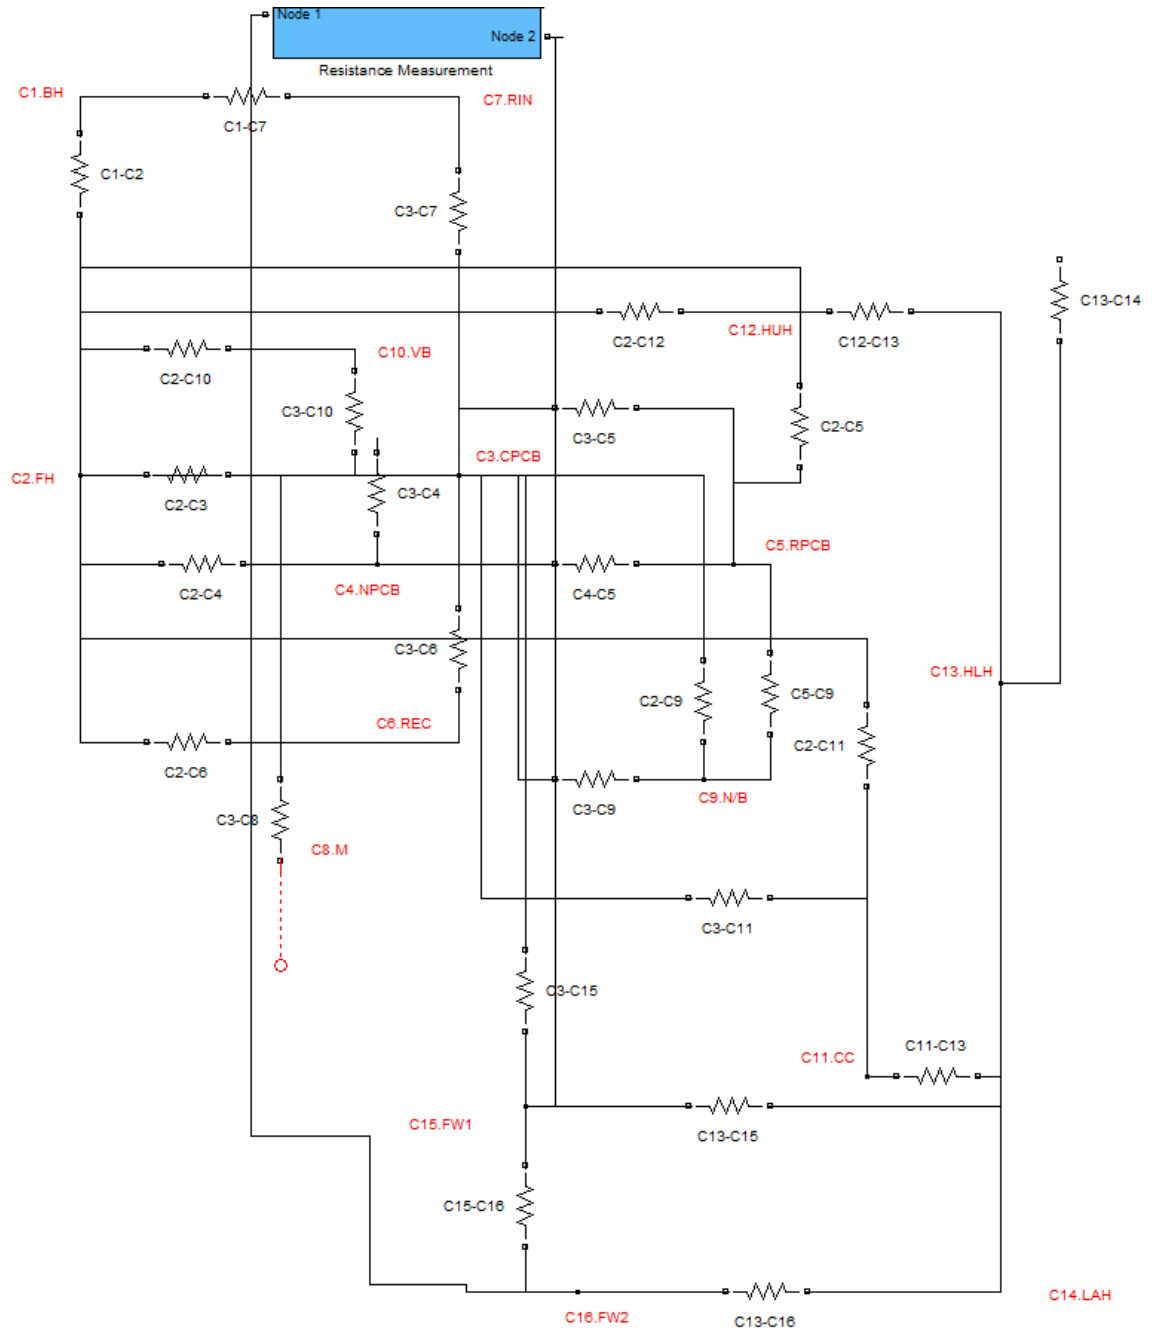 Node 1
Node 2
Resistance Measurement
C1.BH
C7.RIN
C1-C7
C1-C2
C3-C7
C13-C14
C12.HUH
C2-C12
C12-C13
C10.VB
C2-C10
C3-C10
C2-C5
C3-C5
C3.CPCB
C2.FH
C3-C4
C2-C3
C5.RPCB
C4.NPCB
C2-C4
C4-C5
C3-C6
C13.HLH
C2-C9
C5-C9
C6.REC
C2-C11
C2-C6
C9.N/B
C3-C9
C3-C8
C8.M
C3-C11
C3-C15
C11-C13
C11.CC
C15.FW1
C13-C15
C15-C16
C14.LAH
C16.FW2
C13-C16